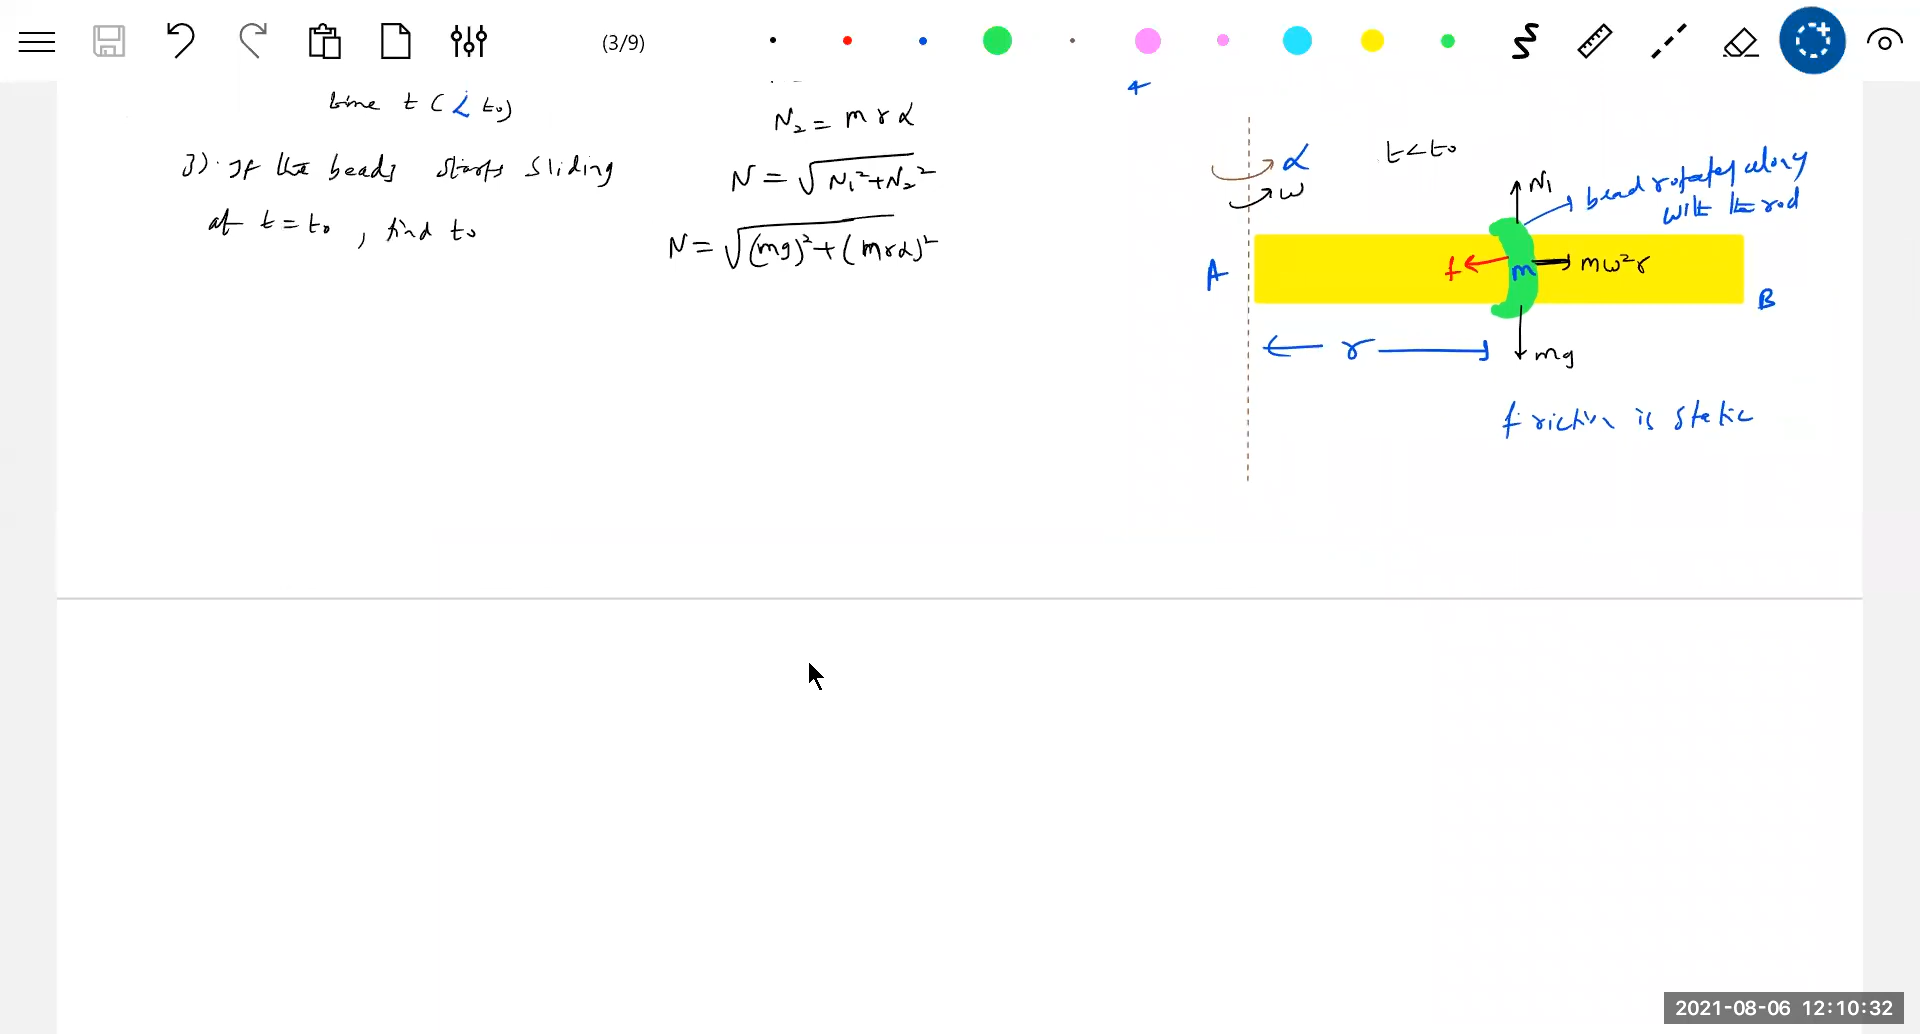 (3/9)
time t (< t₀)
3). If the beads starts sliding
at t = t₀, find t₀
N₂ = m r α
N = √N₁² + N₂²
N = √(mg)² + (mrα)²
α
ω
t < t₀
N₁
bead rotates along
with the rod
A
f
m
mω²r
B
r
mg
friction is static
2021-08-06 12:10:32